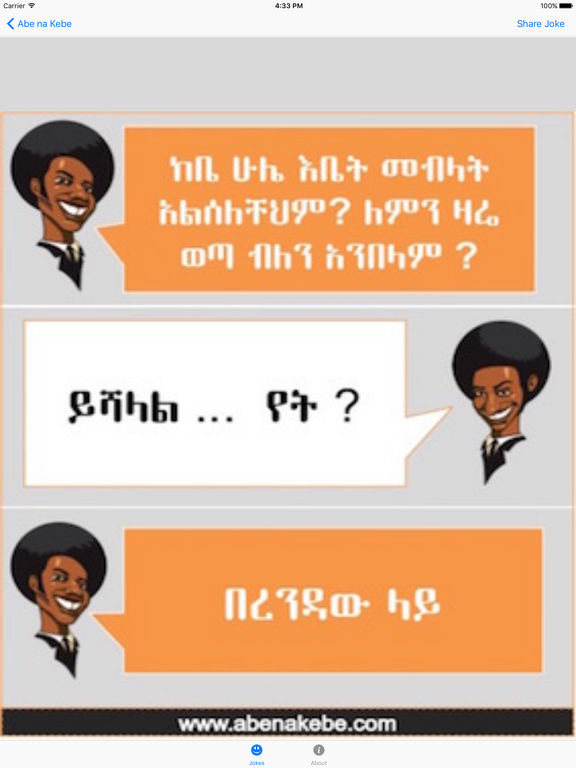 Carrier 4:33 PM 100%
Abe na Kebe Share Joke
ከቤ ሁሌ እቤት መብላት
አልሰለቸህም? ለምን ዛሬ
ወጣ ብለን አንበላም ?
ይሻላል ... የት ?
በረንዳው ላይ
www.abenakebe.com
Jokes About